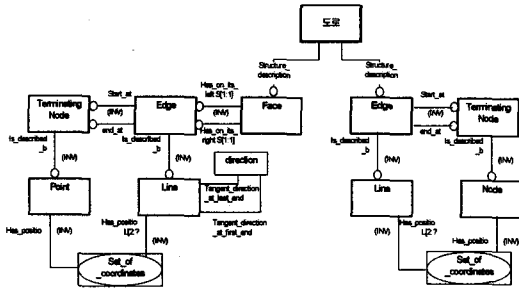 도로
Structure_
description
Structure_
description
Terminating
Node
Start_at
(INV)
end_at
Edge
Has_on_its_
left S[1:1]
(INV)
Has_on_its_
right S[1:1]
Face
Is_described
_b
(INV)
Is_described
_b
(INV)
direction
Point
Line
Tangent_direction
_at_last_end
Tangent_direction
_at_first_end
Has_positio
(INV)
Has_positio
L[2:?
(INV)
Set_of
_coordinates
Edge
Start_at
(INV)
end_at
Terminating
Node
Is_described
_b
(INV)
Is_described
_b
(INV)
Line
Node
Has_positio
L[2:?
(INV)
Has_positio
(INV)
Set_of
_coordinates